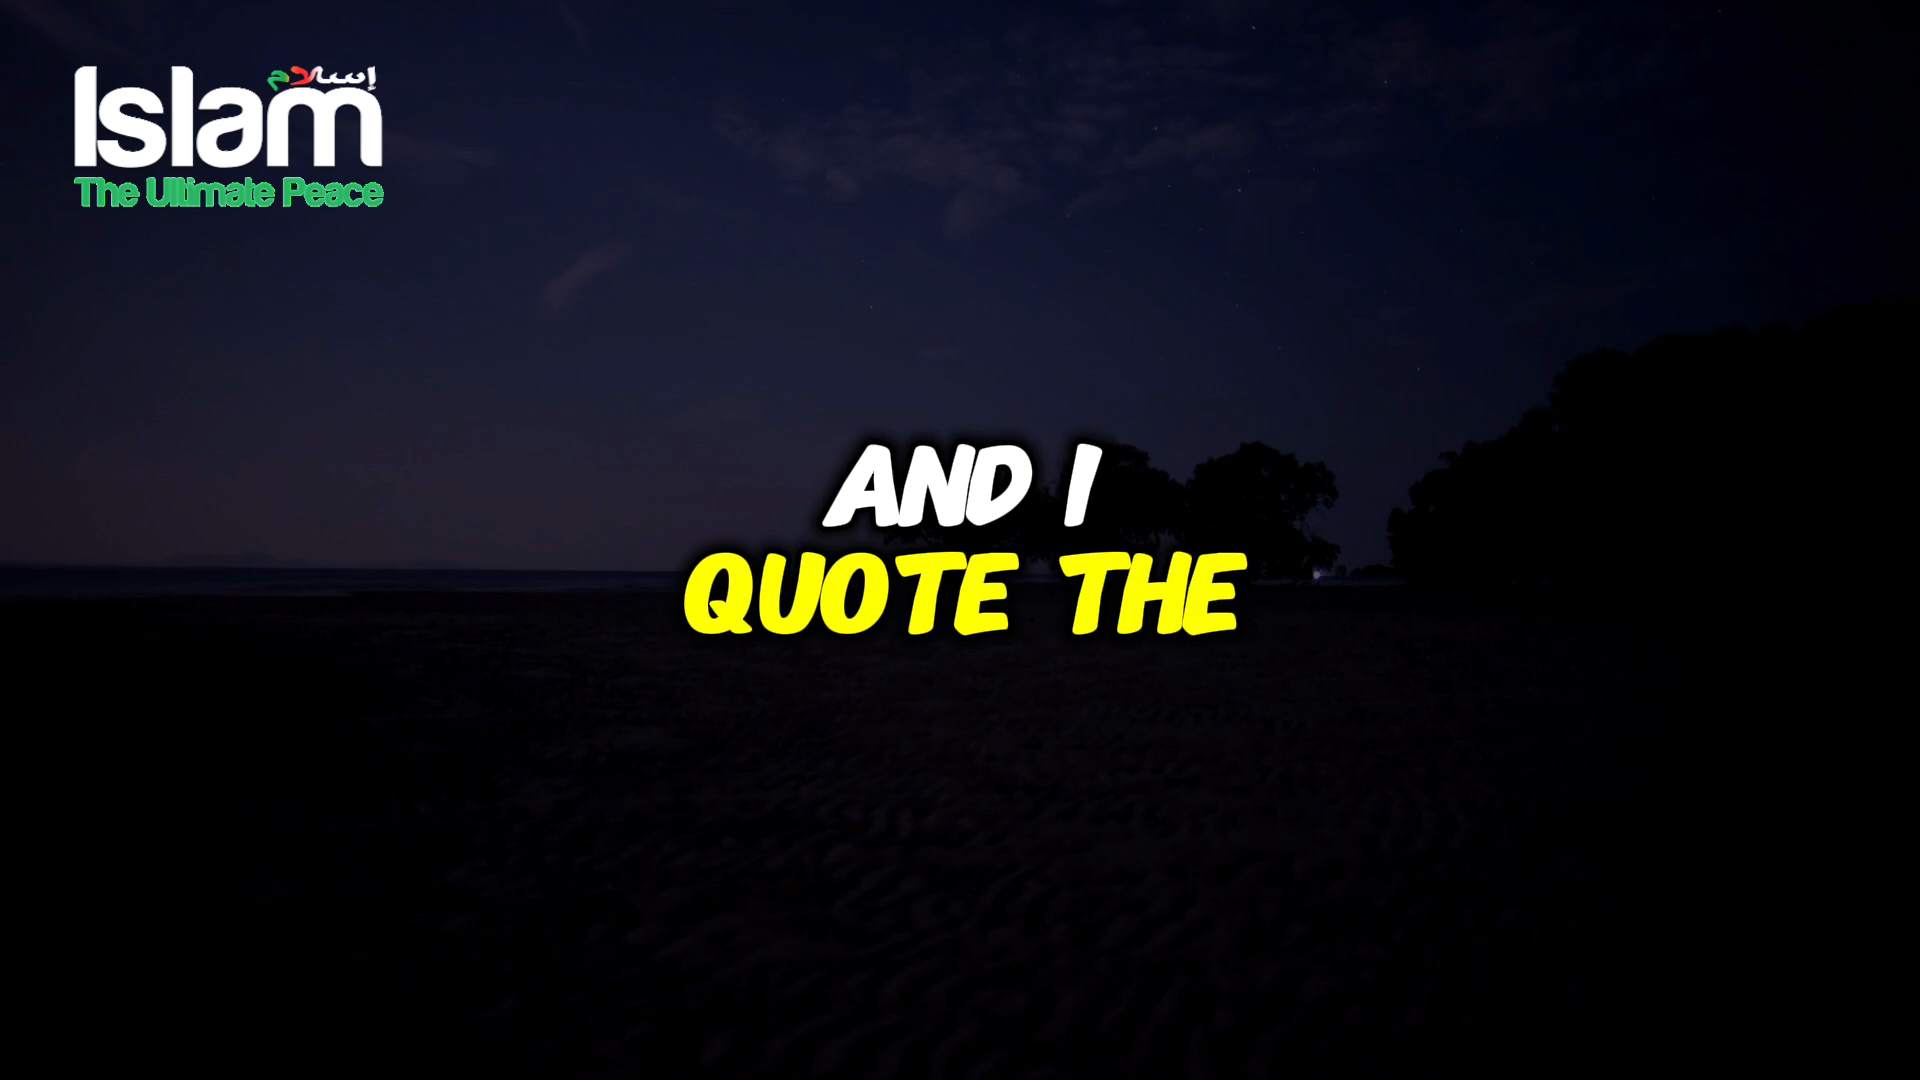 إسلام
Islam
The Ultimate Peace
AND I
QUOTE THE